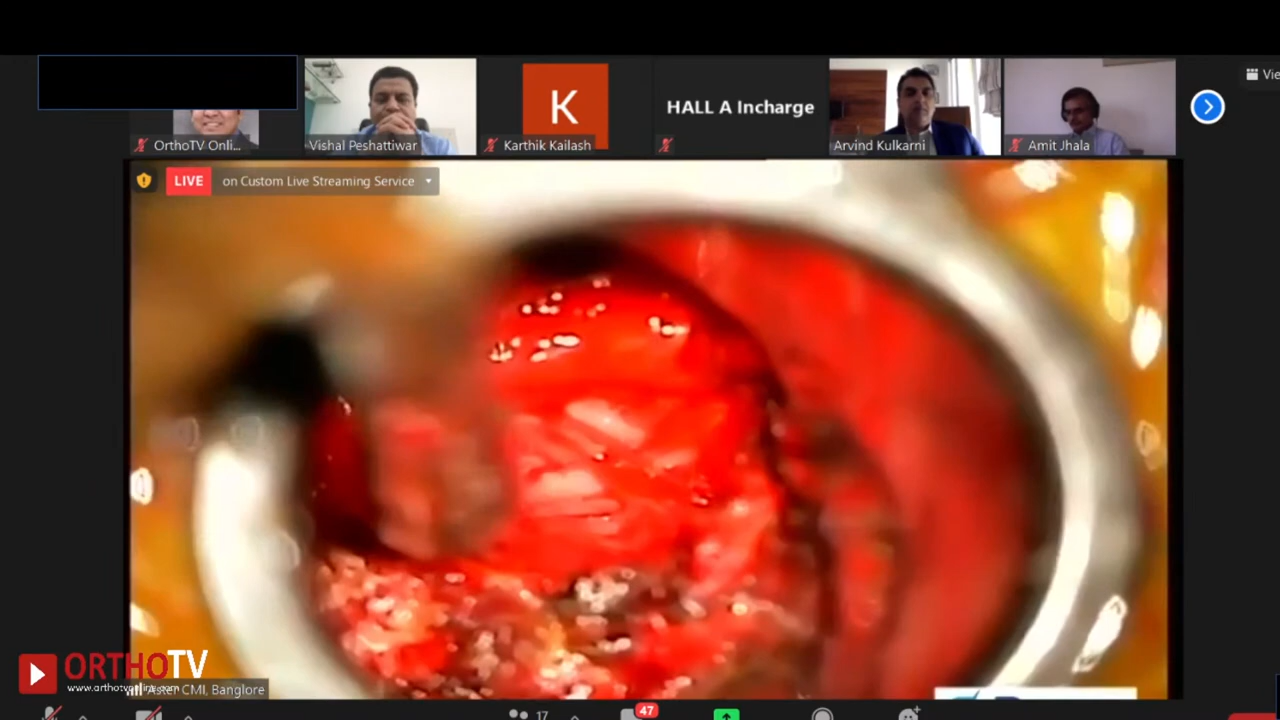 Vie
K
HALL A Incharge
OrthoTV Onli...
Vishal Peshattiwar
Karthik Kailash
Arvind Kulkarni
Amit Jhala
LIVE on Custom Live Streaming Service
ORTHOTV
Aster CMI, Banglore
17
47